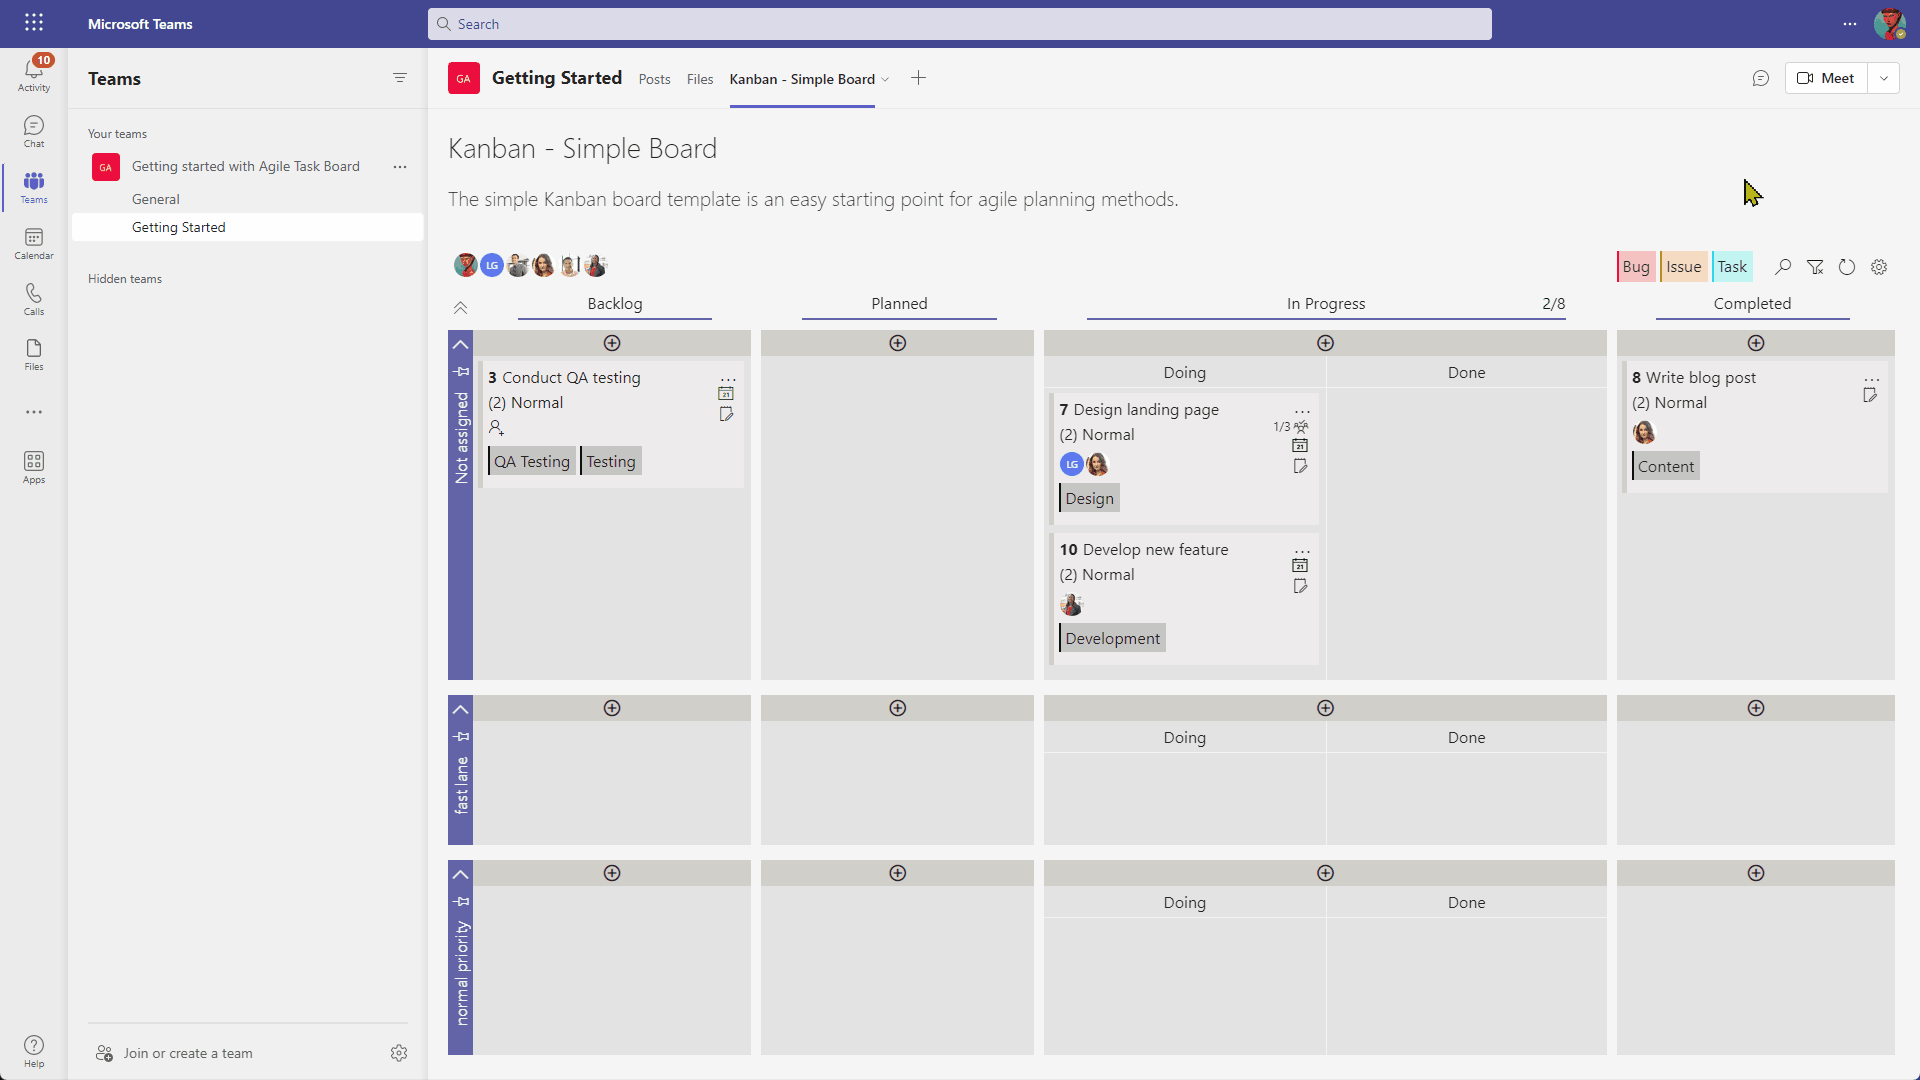 Microsoft Teams
Search
10
Activity
Chat
Teams
Calendar
Calls
Files
Apps
Help
Teams
Your teams
GA Getting started with Agile Task Board
General
Getting Started
Hidden teams
Join or create a team
GA Getting Started Posts Files Kanban - Simple Board
Meet
Kanban - Simple Board
The simple Kanban board template is an easy starting point for agile planning methods.
LG
Bug Issue Task
Backlog Planned In Progress 2/8 Completed
Not assigned
3 Conduct QA testing
(2) Normal
21
QA Testing Testing
Doing Done
7 Design landing page
(2) Normal
1/3
LG
21
Design
10 Develop new feature
(2) Normal
21
Development
8 Write blog post
(2) Normal
Content
fast lane
Doing Done
normal priority
Doing Done